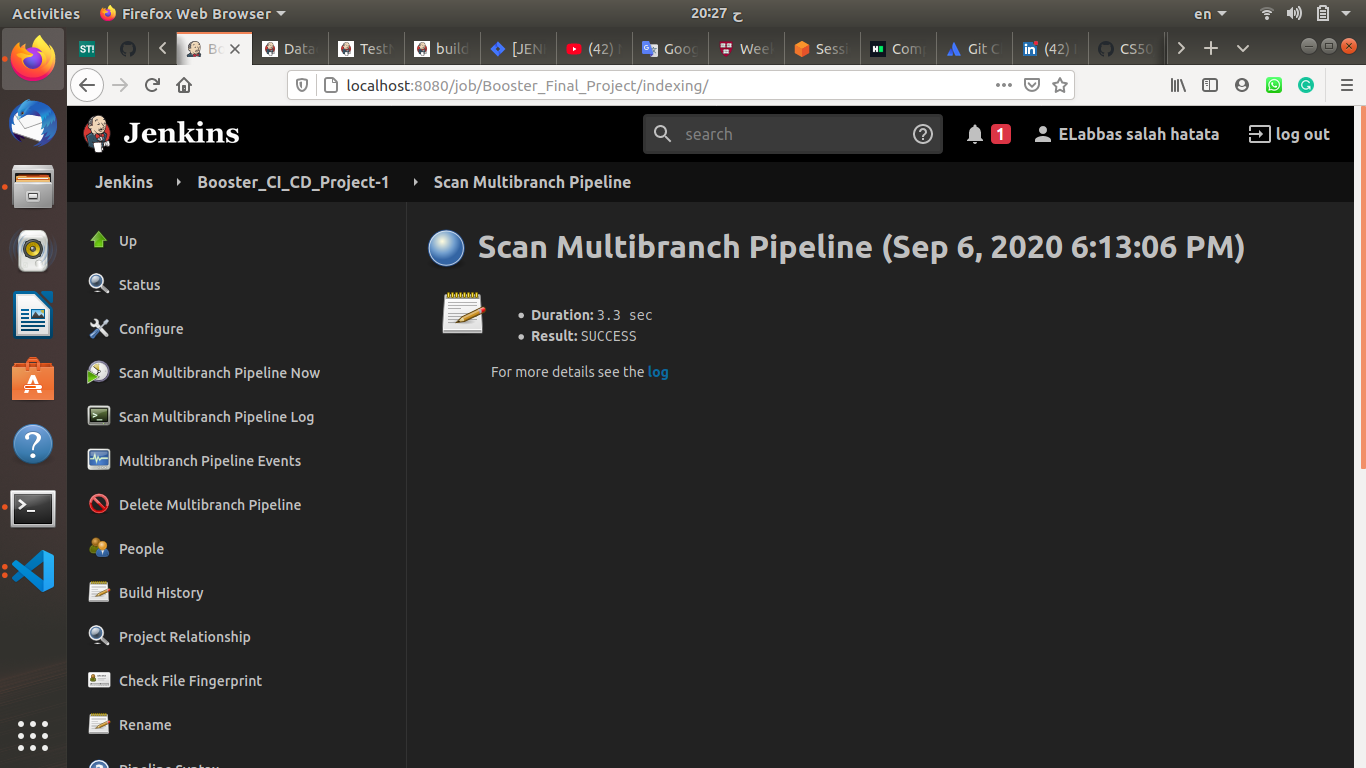 Activities Firefox Web Browser 20:27 ح en
ST! Bo Data TestN build [JEN (42) Goog Week Sessi Comp Git C (42) CS50
localhost:8080/job/Booster_Final_Project/indexing/
Jenkins search 1 ELabbas salah hatata log out
Jenkins Booster_CI_CD_Project-1 Scan Multibranch Pipeline
Up
Scan Multibranch Pipeline (Sep 6, 2020 6:13:06 PM)
Status
Duration: 3.3 sec
Configure
Result: SUCCESS
Scan Multibranch Pipeline Now
For more details see the log
Scan Multibranch Pipeline Log
Multibranch Pipeline Events
Delete Multibranch Pipeline
People
Build History
Project Relationship
Check File Fingerprint
Rename
Pipeline Syntax